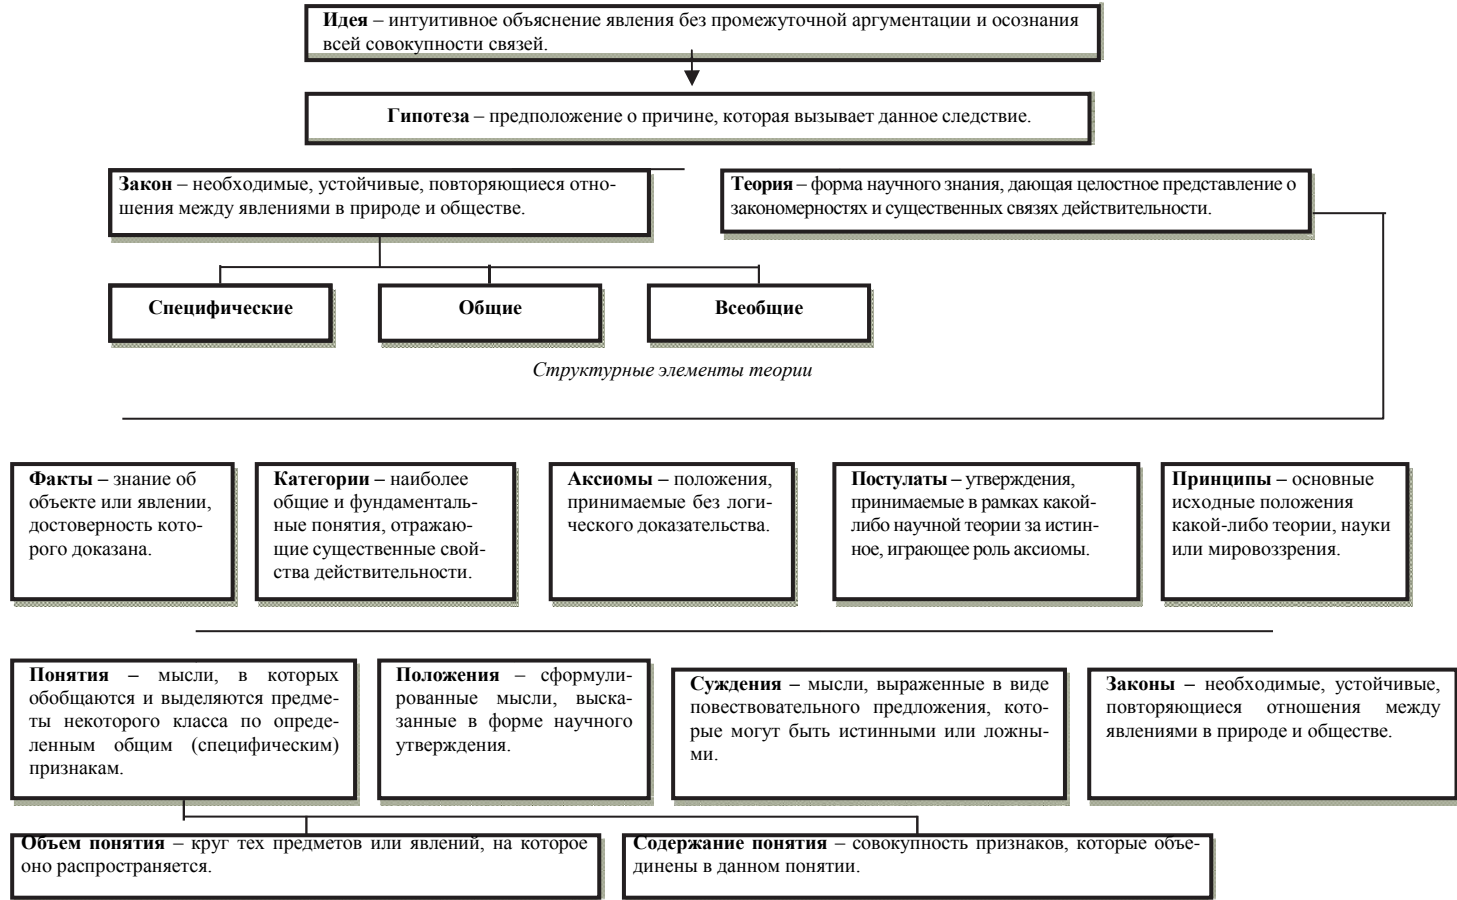 Идея – интуитивное объяснение явления без промежуточной аргументации и осознания
всей совокупности связей.
Гипотеза – предположение о причине, которая вызывает данное следствие.
Закон – необходимые, устойчивые, повторяющиеся отно-
шения между явлениями в природе и обществе.
Теория – форма научного знания, дающая целостное представление о
закономерностях и существенных связях действительности.
Специфические
Общие
Всеобщие
Структурные элементы теории
Факты – знание об
объекте или явлении,
достоверность кото-
рого доказана.
Категории – наиболее
общие и фундаменталь-
ные понятия, отражаю-
щие существенные свой-
ства действительности.
Аксиомы – положения,
принимаемые без логи-
ческого доказательства.
Постулаты – утверждения,
принимаемые в рамках какой-
либо научной теории за истин-
ное, играющее роль аксиомы.
Принципы – основные
исходные положения
какой-либо теории, науки
или мировоззрения.
Понятия – мысли, в которых
обобщаются и выделяются предме-
ты некоторого класса по опреде-
ленным общим (специфическим)
признакам.
Положения – сформули-
рованные мысли, выска-
занные в форме научного
утверждения.
Суждения – мысли, выраженные в виде
повествовательного предложения, кото-
рые могут быть истинными или ложны-
ми.
Законы – необходимые, устойчивые,
повторяющиеся отношения между
явлениями в природе и обществе.
Объем понятия – круг тех предметов или явлений, на которое
оно распространяется.
Содержание понятия – совокупность признаков, которые объе-
динены в данном понятии.